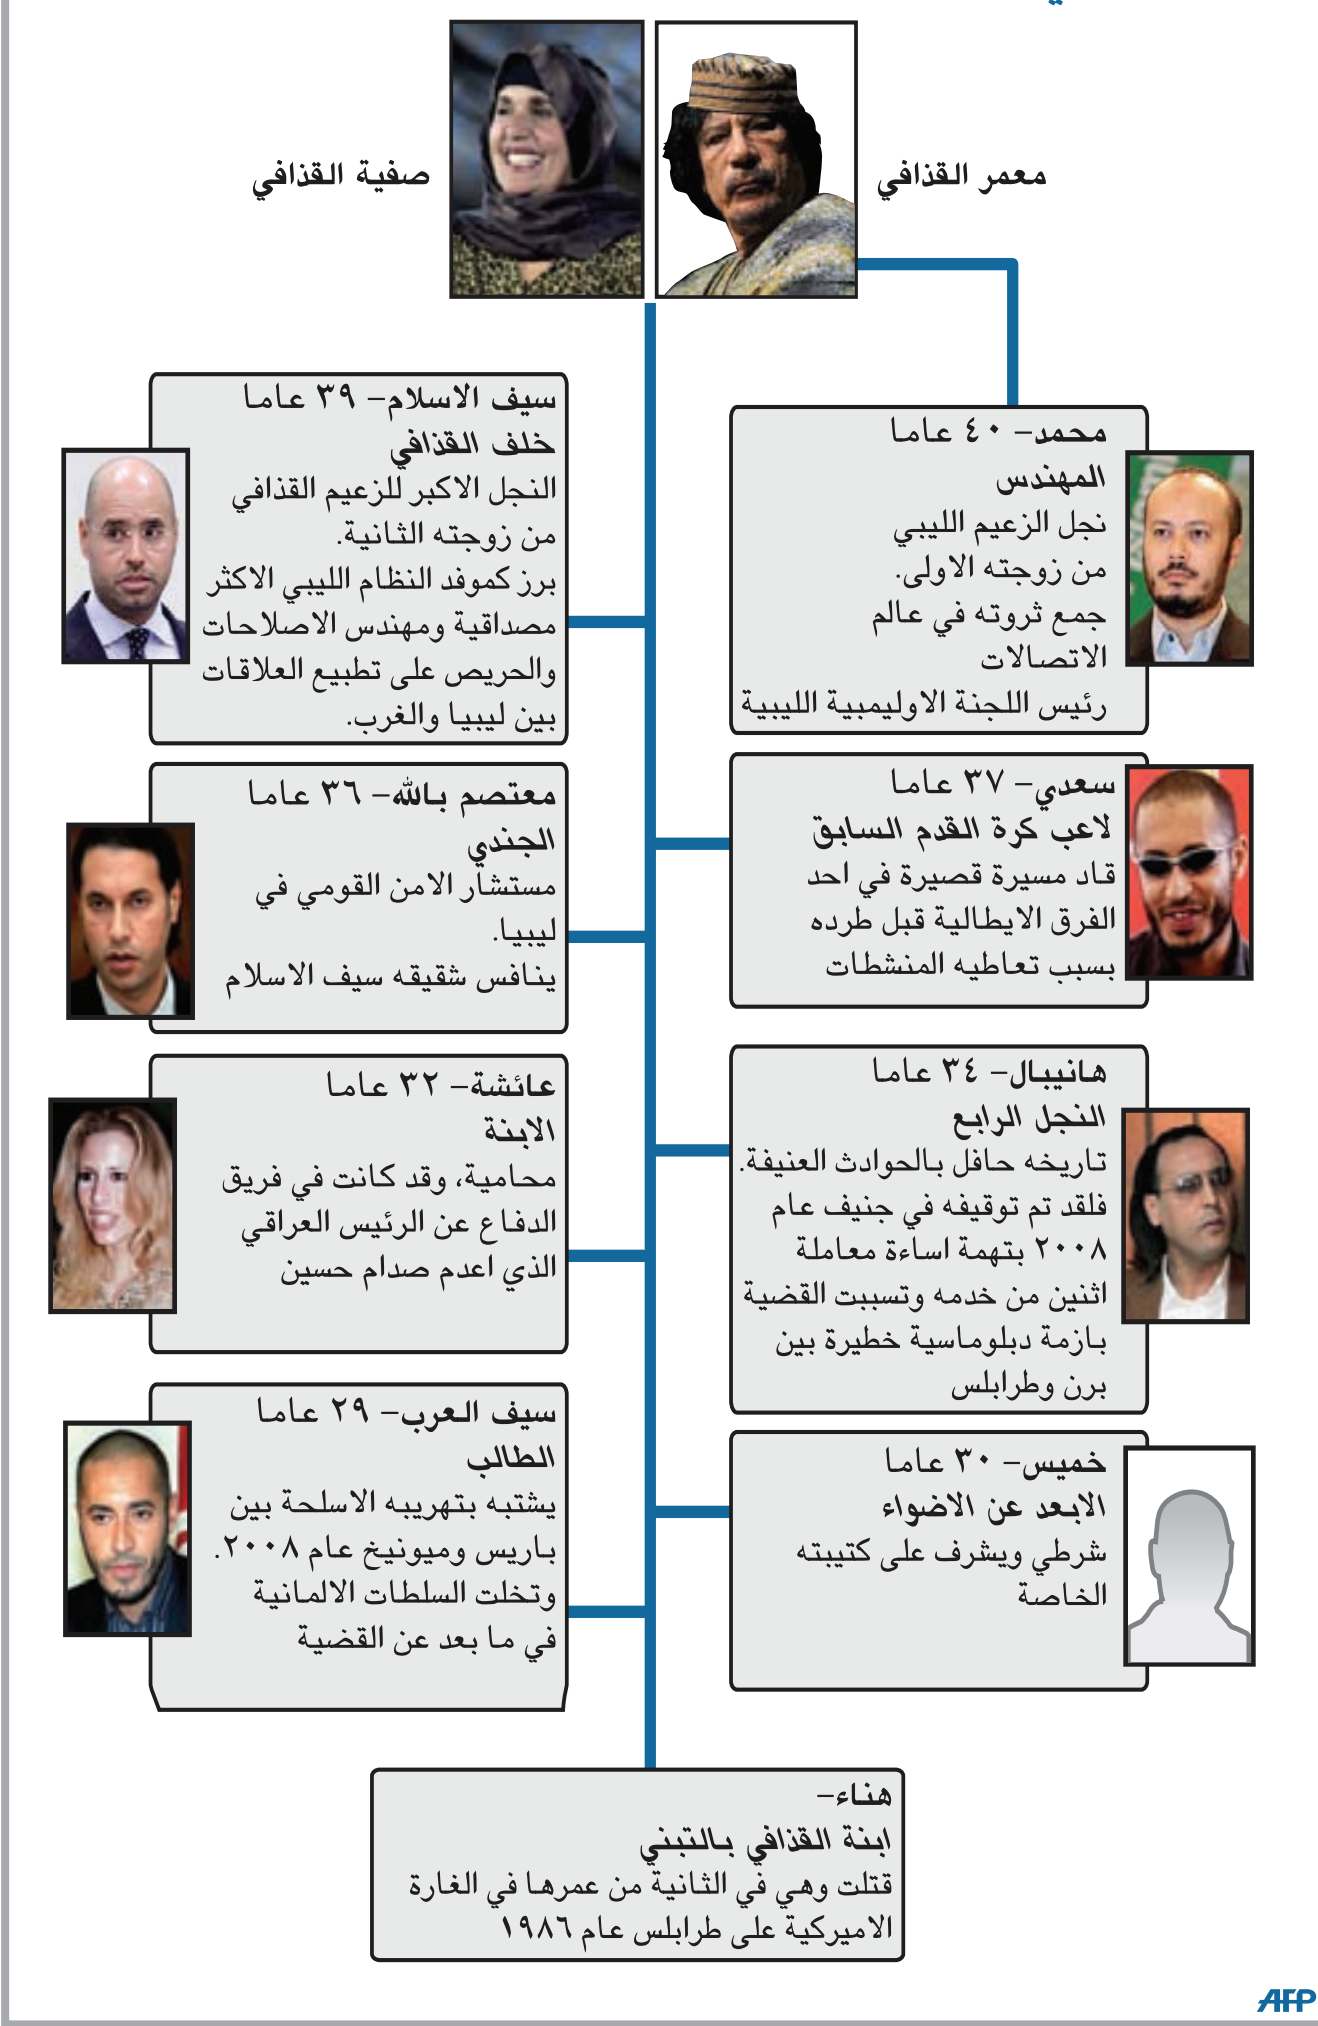 معمر القذافي
صفية القذافي
محمد- ٤٠ عاما
المهندس
نجل الزعيم الليبي
من زوجته الاولى.
جمع ثروته في عالم
الاتصالات
رئيس اللجنة الاوليمبية الليبية
سيف الاسلام- ٣٩ عاما
خلف القذافي
النجل الاكبر للزعيم القذافي
من زوجته الثانية.
برز كموفد النظام الليبي الاكثر
مصداقية ومهندس الاصلاحات
والحريص على تطبيع العلاقات
بين ليبيا والغرب.
سعدي- ٣٧ عاما
لاعب كرة القدم السابق
قاد مسيرة قصيرة في احد
الفرق الايطالية قبل طرده
بسبب تعاطيه المنشطات
معتصم بالله- ٣٦ عاما
الجندي
مستشار الامن القومي في
ليبيا.
ينافس شقيقه سيف الاسلام
هانيبال- ٣٤ عاما
النجل الرابع
تاريخه حافل بالحوادث العنيفة.
فلقد تم توقيفه في جنيف عام
٢٠٠٨ بتهمة اساءة معاملة
اثنين من خدمه وتسببت القضية
بازمة دبلوماسية خطيرة بين
برن وطرابلس
عائشة- ٣٢ عاما
الابنة
محامية، وقد كانت في فريق
الدفاع عن الرئيس العراقي
الذي اعدم صدام حسين
خميس- ٣٠ عاما
الابعد عن الاضواء
شرطي ويشرف على كتيبته
الخاصة
سيف العرب- ٢٩ عاما
الطالب
يشتبه بتهريبه الاسلحة بين
باريس وميونيخ عام ٢٠٠٨.
وتخلت السلطات الالمانية
في ما بعد عن القضية
هناء-
ابنة القذافي بالتبني
قتلت وهي في الثانية من عمرها في الغارة
الاميركية على طرابلس عام ١٩٨٦
AFP